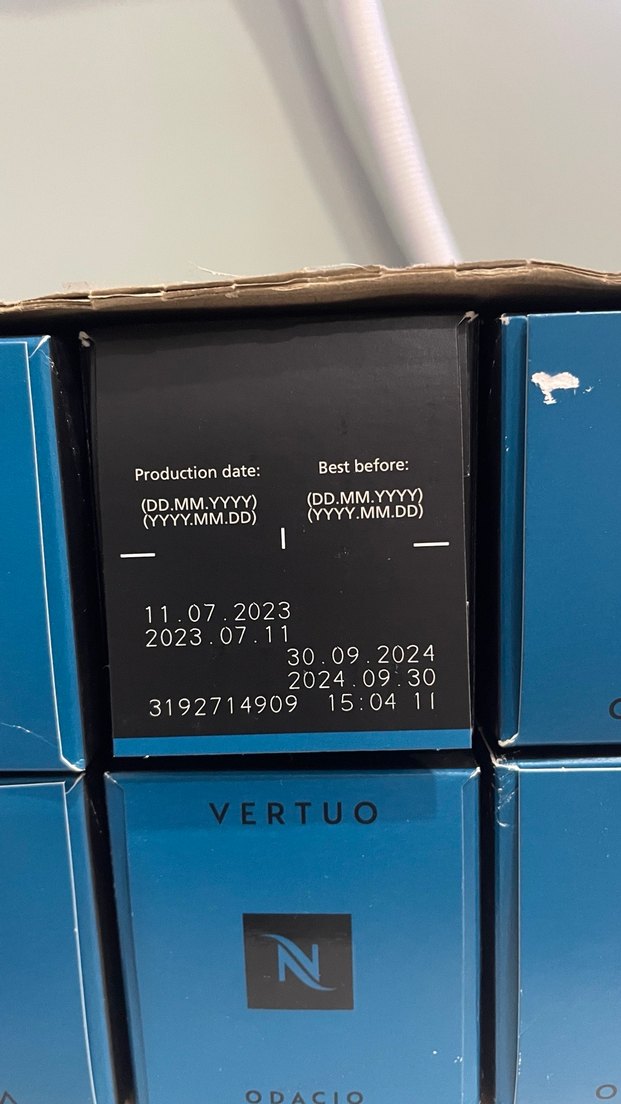 Production date: Best before:
(DD.MM.YYYY) (DD.MM.YYYY)
(YYYY.MM.DD) (YYYY.MM.DD)
11.07.2023
2023.07.11
30.09.2024
2024.09.30
3192714909 15:04 11
VERTUO
N
ODACIO